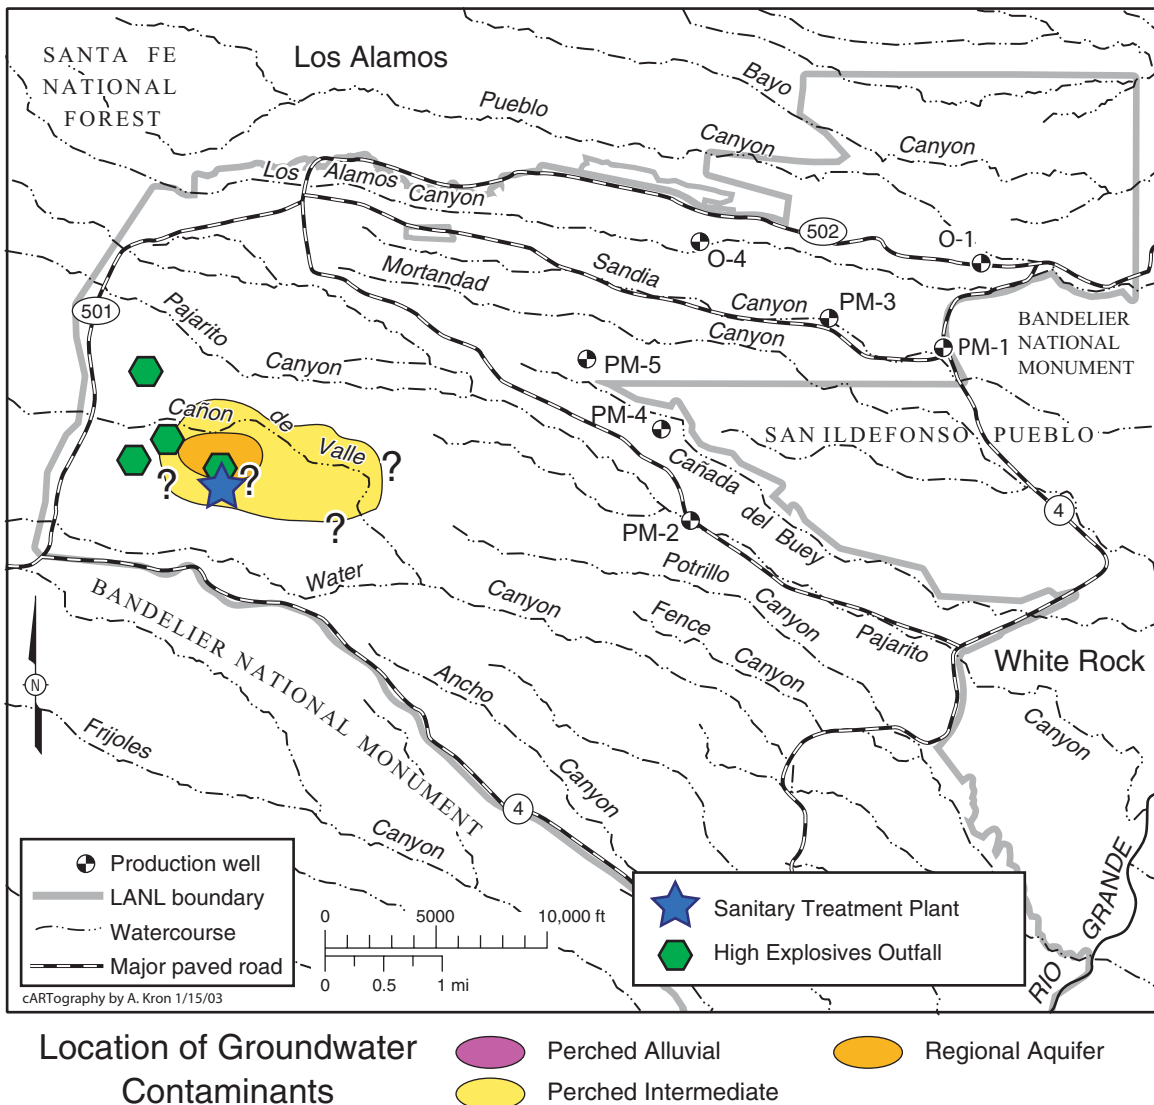 SANTA FE
NATIONAL
FOREST
Los Alamos
Bayo
Pueblo
Canyon
Canyon
Los Alamos
Canyon
502
O-1
O-4
Sandia
Mortandad
Canyon
PM-3
Canyon
501
Pajarito
Canyon
PM-1
BANDELIER
NATIONAL
MONUMENT
PM-5
Cañon de Valle
PM-4
SAN ILDEFONSO PUEBLO
?
?
?
?
Cañada
del
Buey
4
PM-2
Water
Canyon
Potrillo
Canyon
Fence
Canyon
Pajarito
White Rock
Canyon
BANDELIER NATIONAL MONUMENT
N
Ancho
Canyon
Frijoles
Canyon
4
RIO GRANDE
Production well
LANL boundary
Watercourse
Major paved road
cARTography by A. Kron 1/15/03
0 5000 10,000 ft
0 0.5 1 mi
Sanitary Treatment Plant
High Explosives Outfall
Location of Groundwater
Contaminants
Perched Alluvial
Perched Intermediate
Regional Aquifer